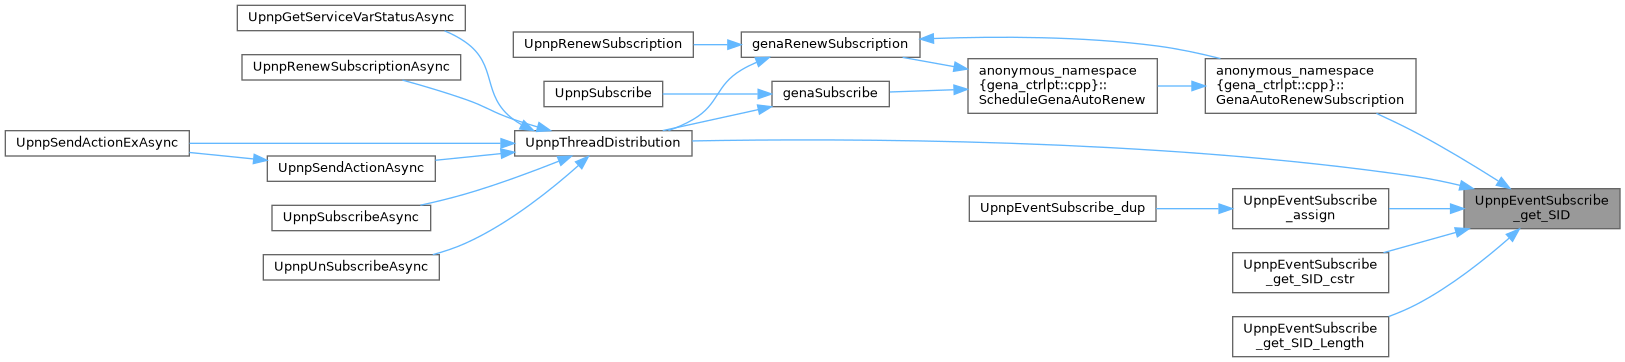 UpnpGetServiceVarStatusAsync
UpnpRenewSubscription
genaRenewSubscription
UpnpRenewSubscriptionAsync
anonymous_namespace
{gena_ctrlpt::cpp}::
ScheduleGenaAutoRenew
anonymous_namespace
{gena_ctrlpt::cpp}::
GenaAutoRenewSubscription
UpnpSubscribe
genaSubscribe
UpnpSendActionExAsync
UpnpThreadDistribution
UpnpSendActionAsync
UpnpSubscribeAsync
UpnpEventSubscribe_dup
UpnpEventSubscribe
_assign
UpnpEventSubscribe
_get_SID
UpnpUnSubscribeAsync
UpnpEventSubscribe
_get_SID_cstr
UpnpEventSubscribe
_get_SID_Length